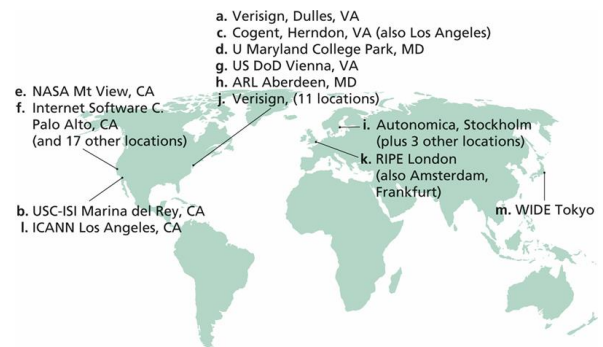 a. Verisign, Dulles, VA
c. Cogent, Herndon, VA (also Los Angeles)
d. U Maryland College Park, MD
g. US DoD Vienna, VA
h. ARL Aberdeen, MD
j. Verisign, (11 locations)
e. NASA Mt View, CA
f. Internet Software C.
Palo Alto, CA
(and 17 other locations)
i. Autonomica, Stockholm
(plus 3 other locations)
k. RIPE London
(also Amsterdam,
Frankfurt)
m. WIDE Tokyo
b. USC-ISI Marina del Rey, CA
l. ICANN Los Angeles, CA